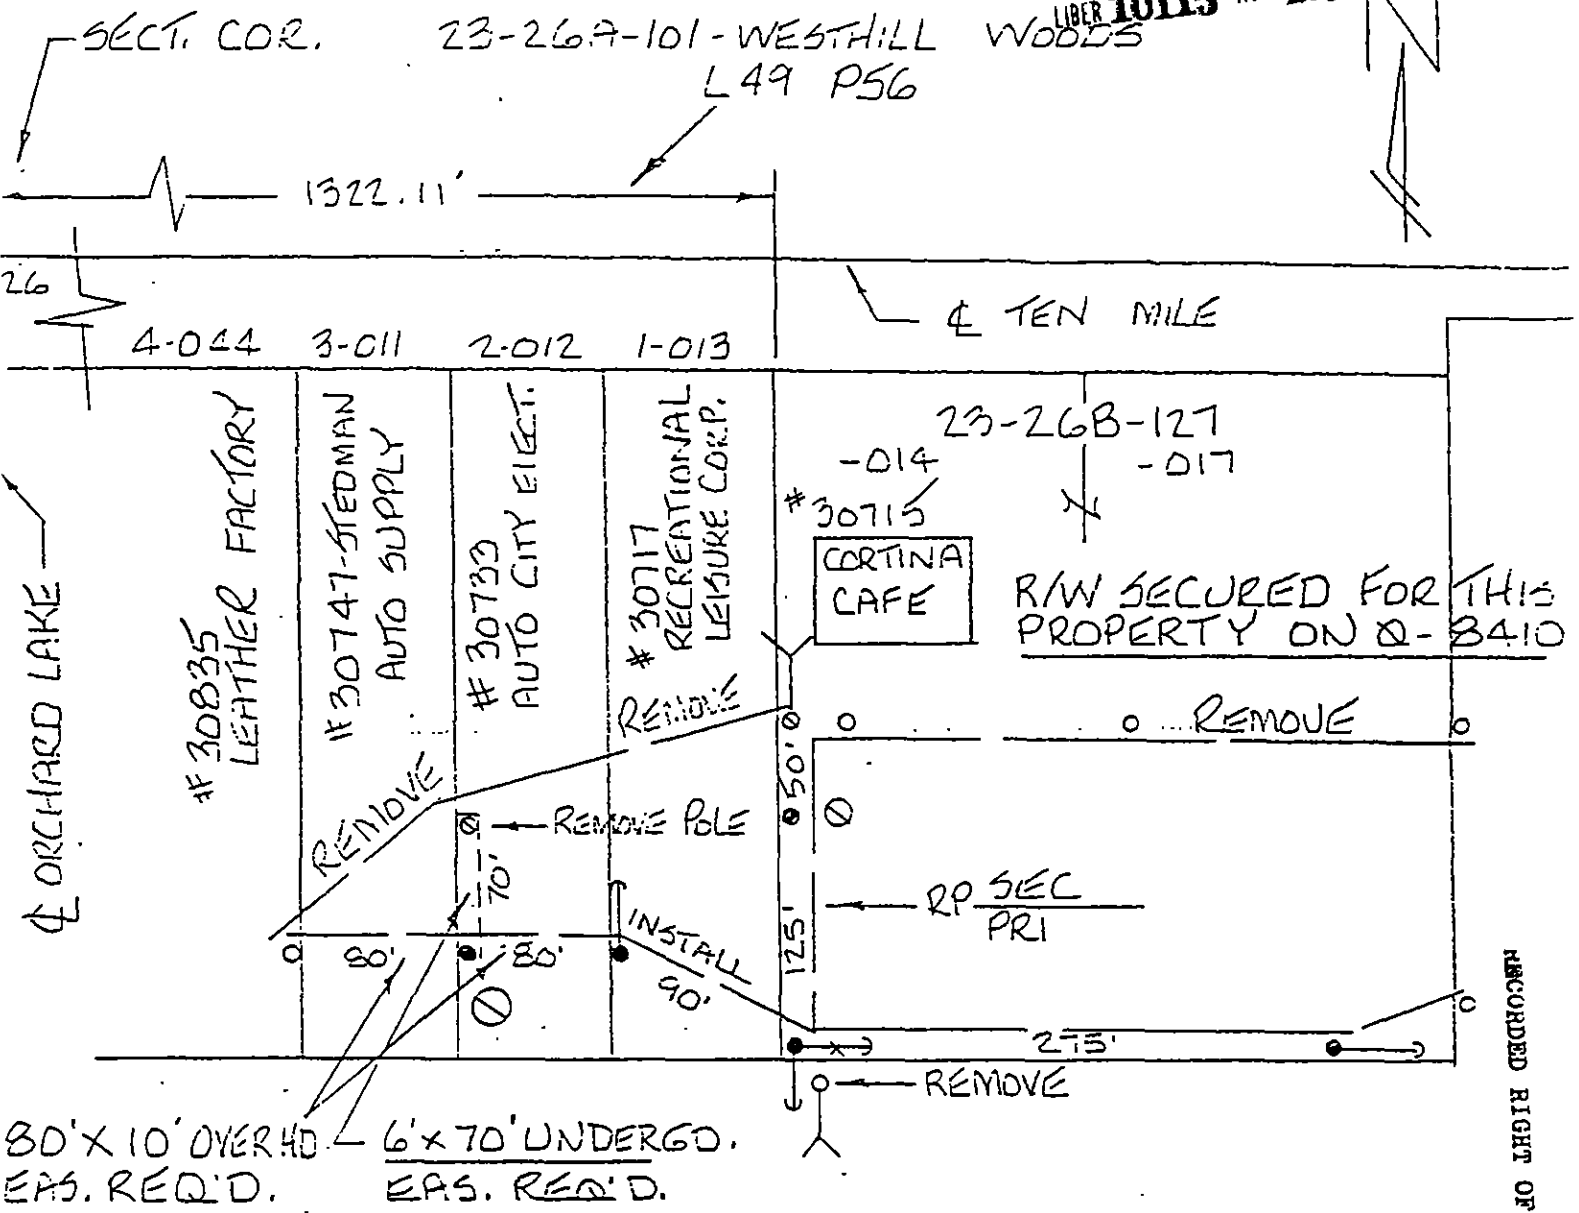 LIBER 10113
SECT. COR.
23-26A-101-WESTHILL WOODS
L49 P56
1322.11'
26
℄ TEN MILE
4-044
3-011
2-012
1-013
23-26B-127
-014
-017
#30715
CORTINA
CAFE
R/W SECURED FOR THIS
PROPERTY ON Q-8410
℄ ORCHARD LAKE
#30835
LEATHER FACTORY
#30747-STEDMAN
AUTO SUPPLY
#30733
AUTO CITY ELECT.
#30717
RECREATIONAL
LEISURE CORP.
REMOVE
REMOVE
REMOVE
REMOVE POLE
50'
70'
RP SEC
PRI
125'
INSTALL
80'
80'
90'
275'
REMOVE
80'X10' OVERHD
EAS. REQ'D.
6'x70' UNDERGD.
EAS. REQ'D.
RECORDED RIGHT OF